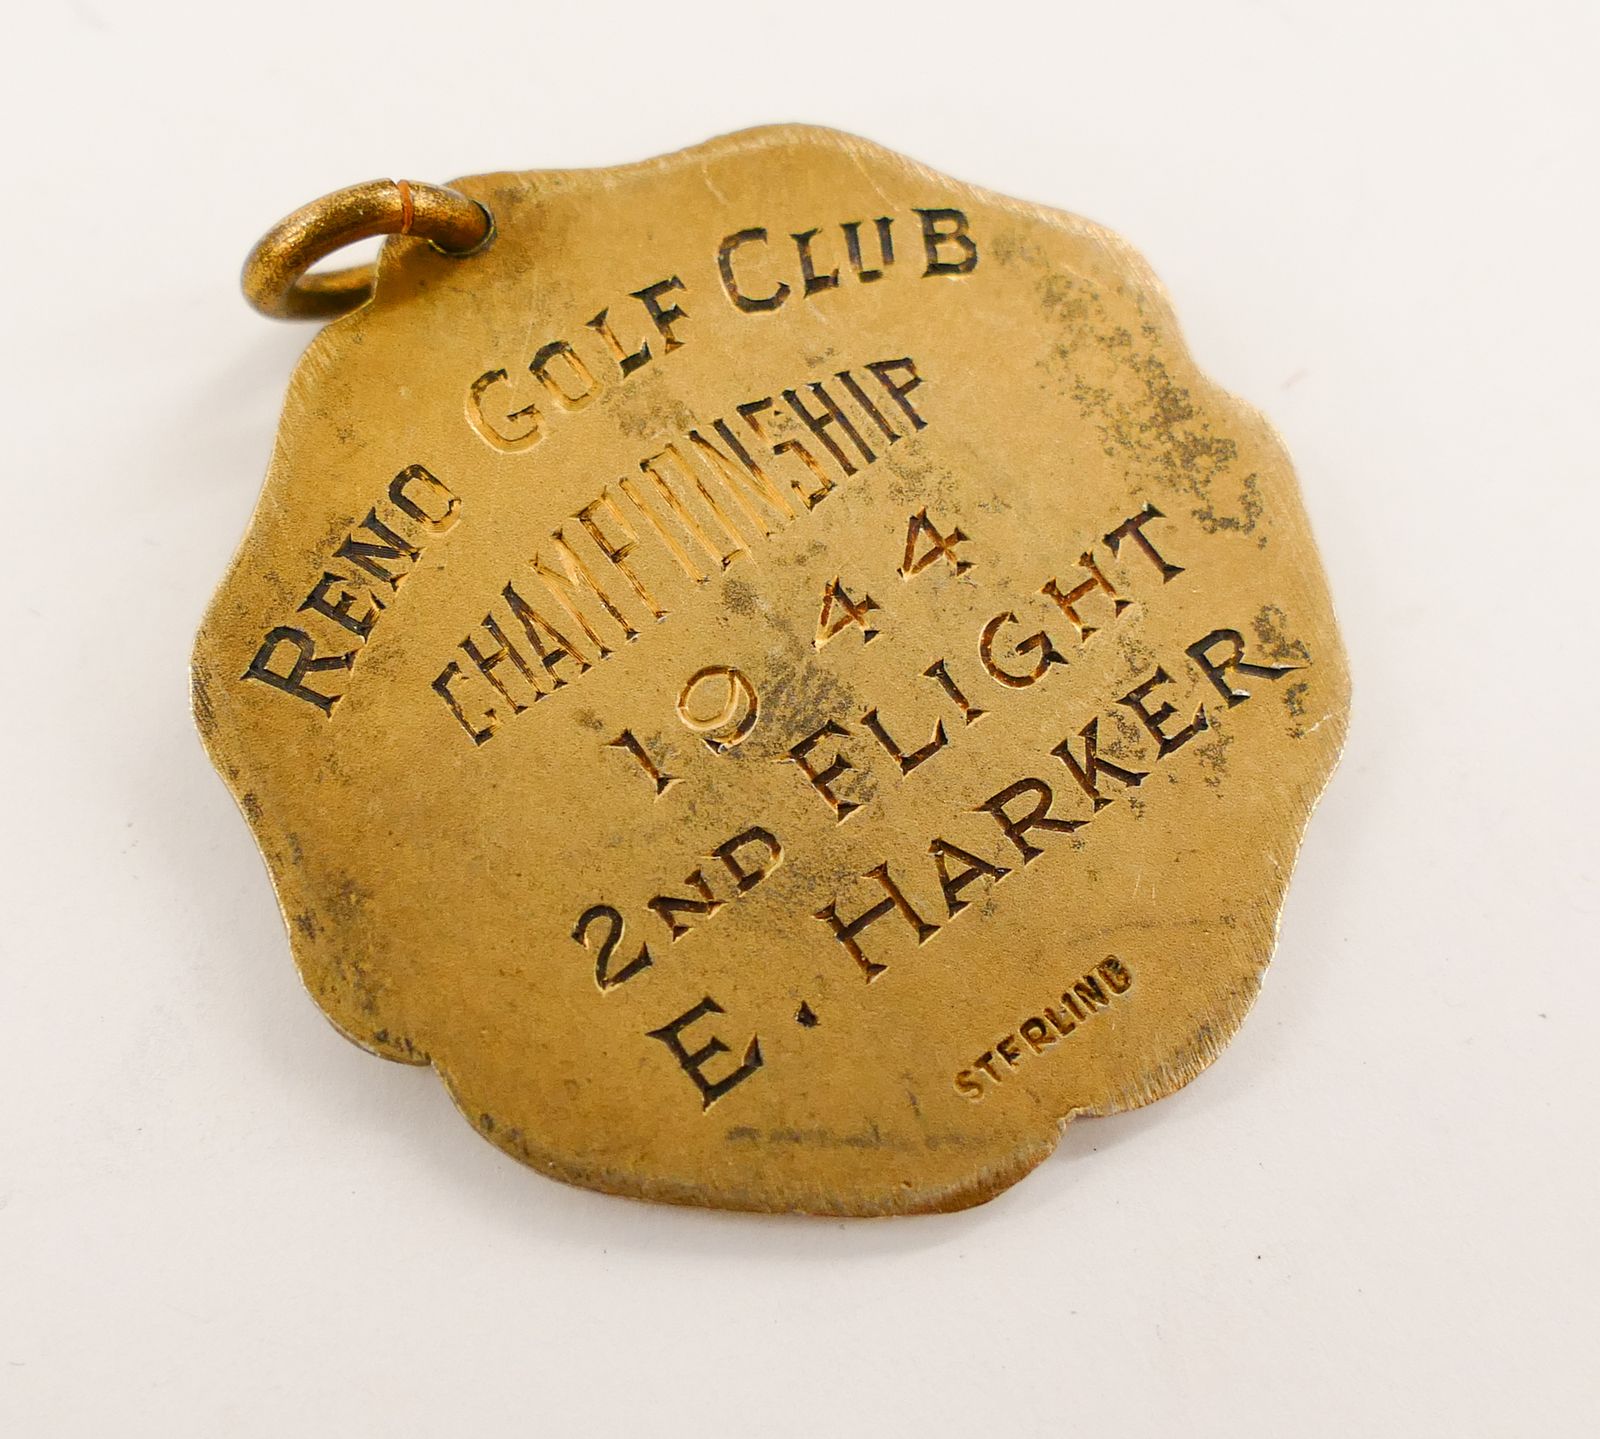 RENO GOLF CLUB
CHAMPIONSHIP
1944
2ND FLIGHT
E. HARKER
STERLING